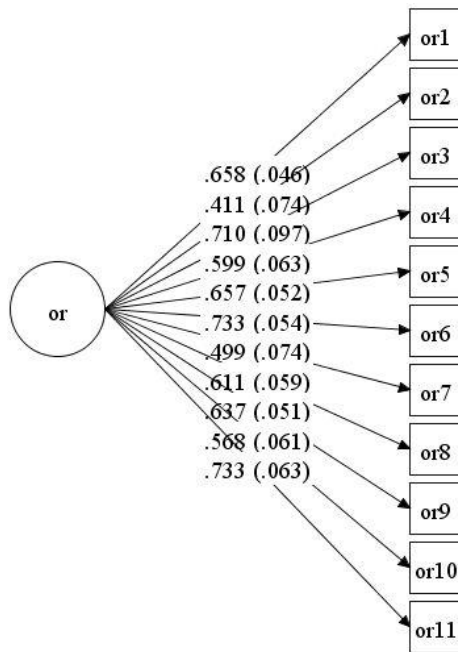 or1
or2
or3
.658 (.046)
.411 (.074)
or4
.710 (.097)
.599 (.063)
or5
.657 (.052)
or
.733 (.054)
or6
.499 (.074)
.611 (.059)
or7
.637 (.051)
.568 (.061)
or8
.733 (.063)
or9
or10
or11